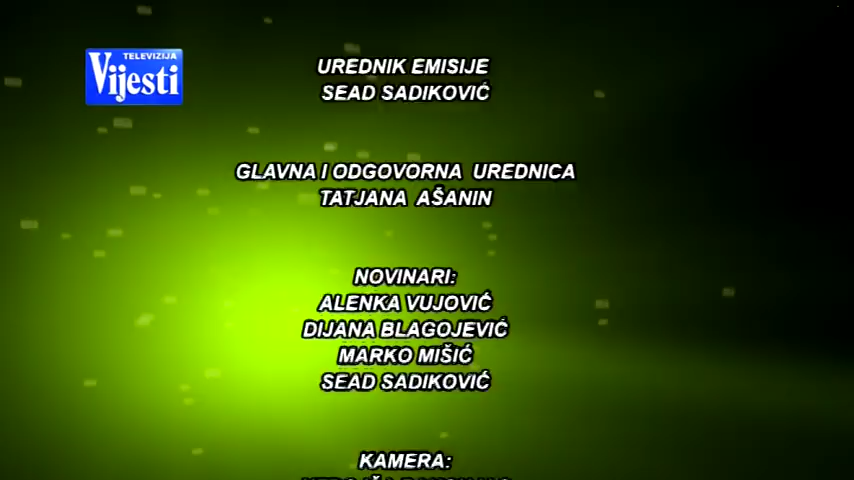 TELEVIZIJA
Vijesti
UREDNIK EMISIJE
SEAD SADIKOVIĆ
GLAVNA I ODGOVORNA UREDNICA
TATJANA AŠANIN
NOVINARI:
ALENKA VUJOVIĆ
DIJANA BLAGOJEVIĆ
MARKO MIŠIĆ
SEAD SADIKOVIĆ
KAMERA: